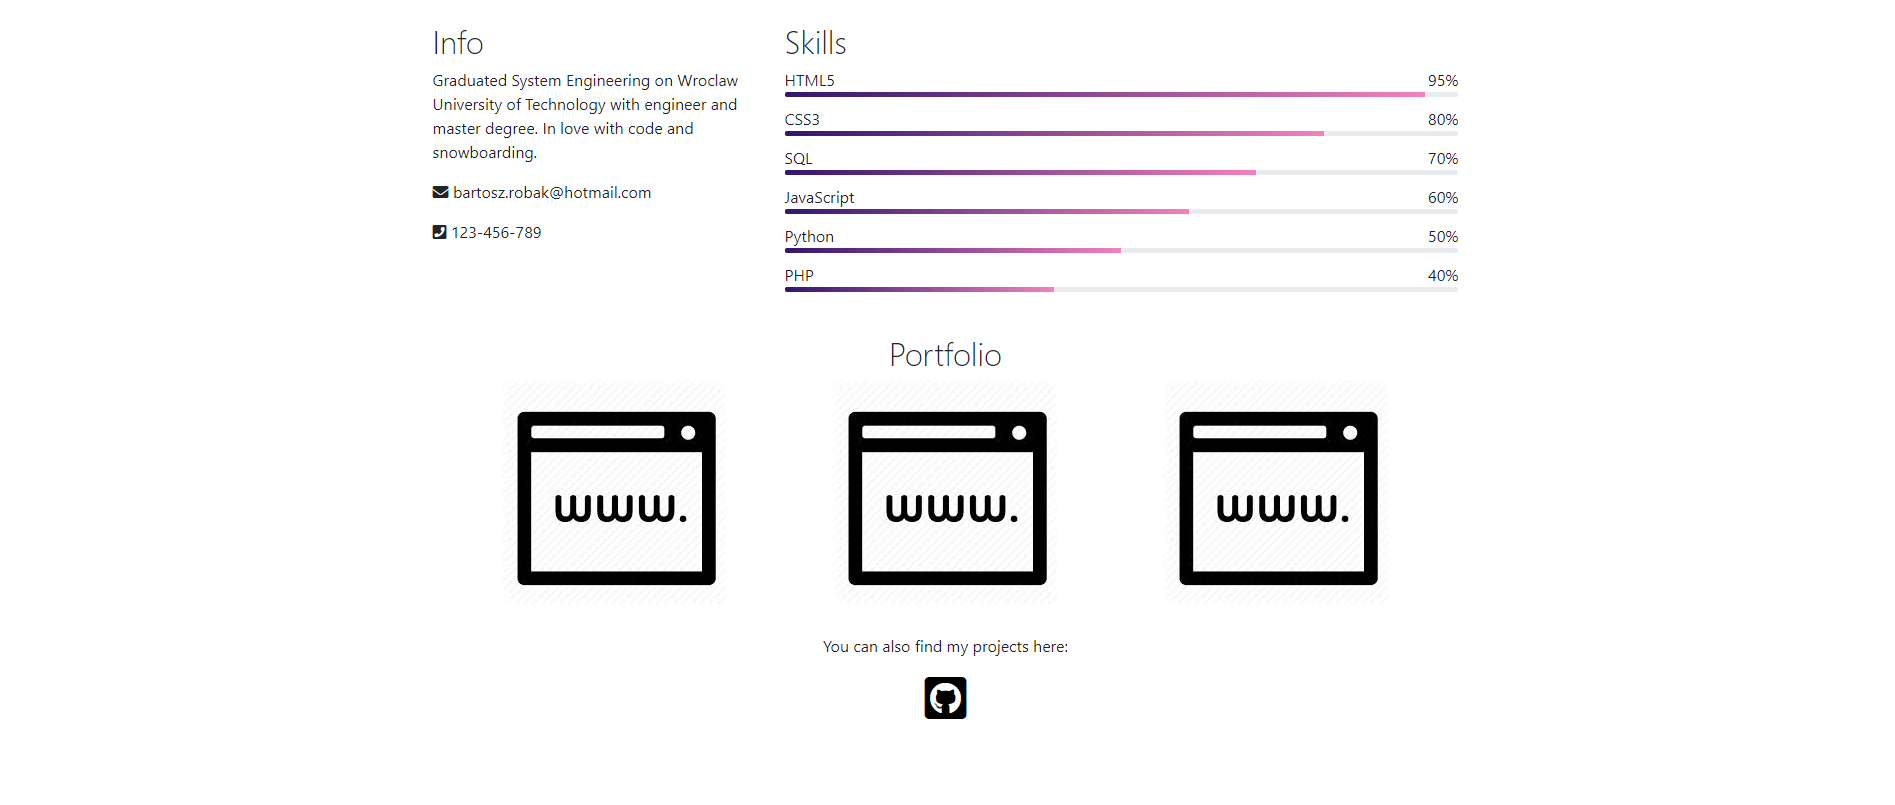 Info
Graduated System Engineering on Wroclaw
University of Technology with engineer and
master degree. In love with code and
snowboarding.
bartosz.robak@hotmail.com
123-456-789
Skills
HTML5 95%
CSS3 80%
SQL 70%
JavaScript 60%
Python 50%
PHP 40%
Portfolio
www. www. www.
You can also find my projects here: